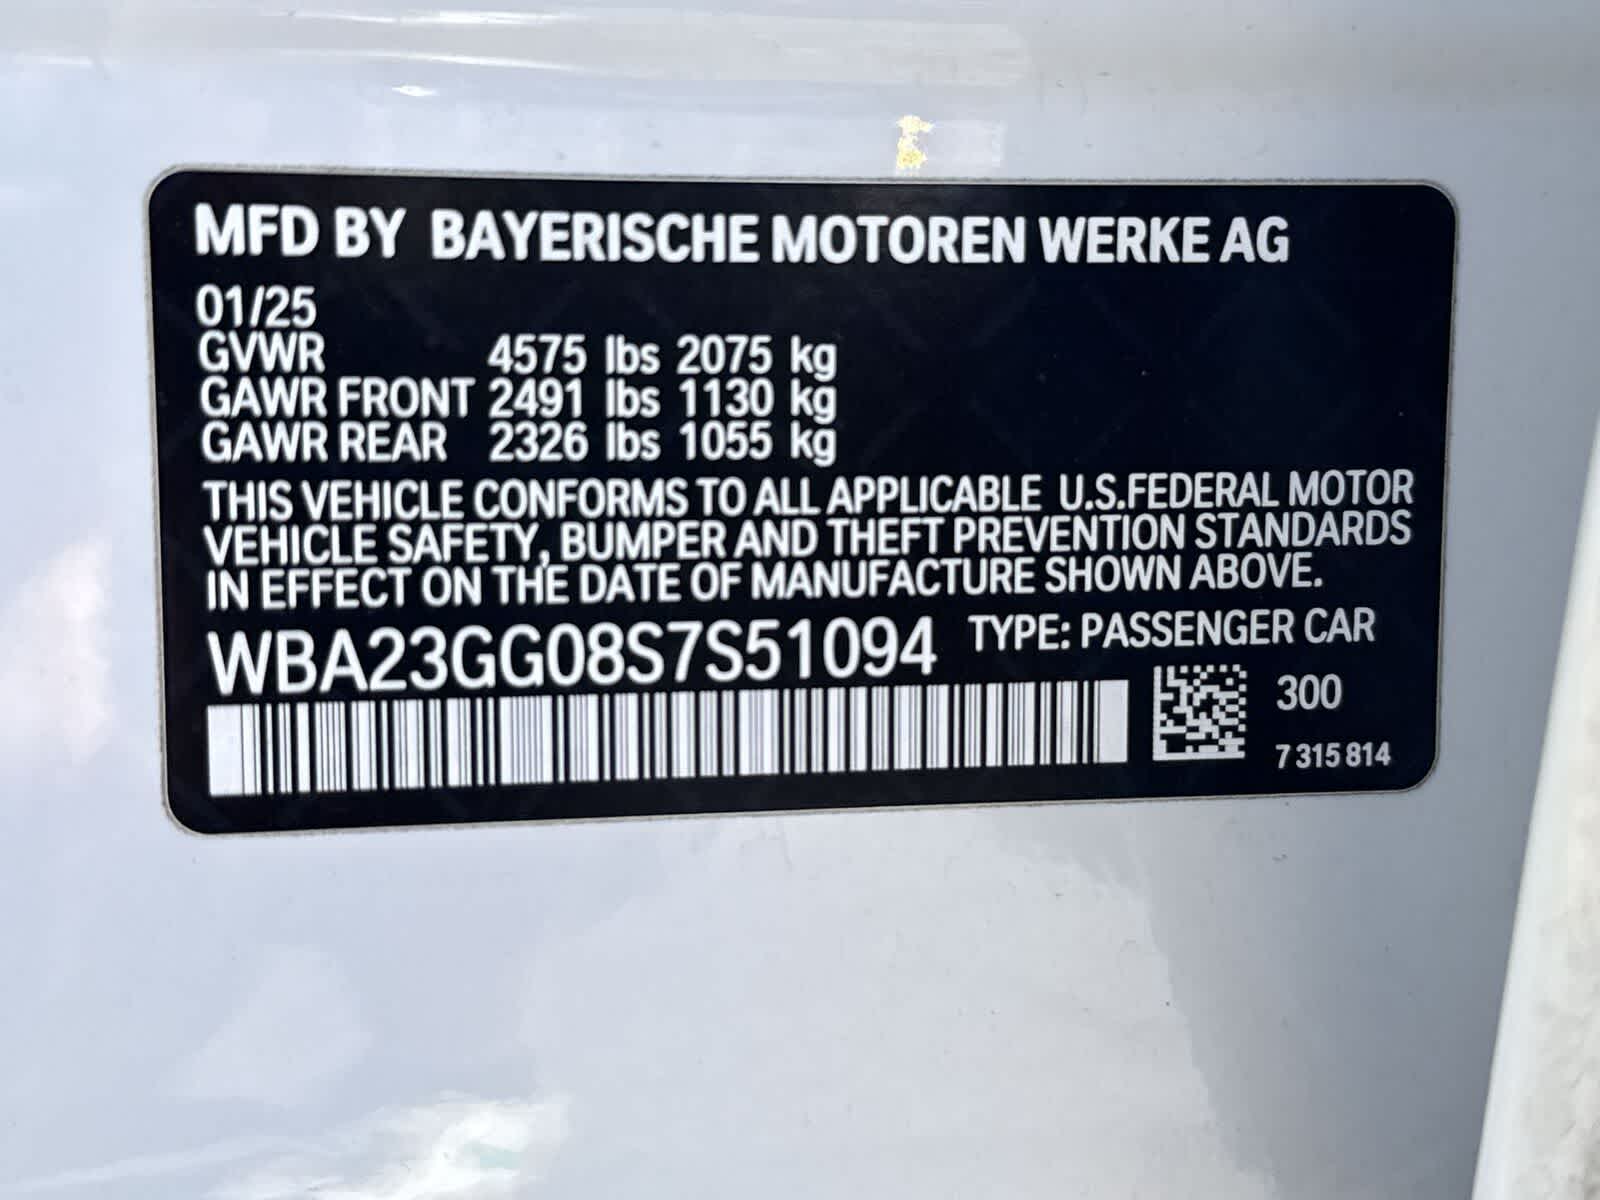 MFD BY BAYERISCHE MOTOREN WERKE AG
01/25
GVWR 4575 lbs 2075 kg
GAWR FRONT 2491 lbs 1130 kg
GAWR REAR 2326 lbs 1055 kg
THIS VEHICLE CONFORMS TO ALL APPLICABLE U.S.FEDERAL MOTOR
VEHICLE SAFETY, BUMPER AND THEFT PREVENTION STANDARDS
IN EFFECT ON THE DATE OF MANUFACTURE SHOWN ABOVE.
WBA23GG08S7S51094 TYPE: PASSENGER CAR
300
7 315 814